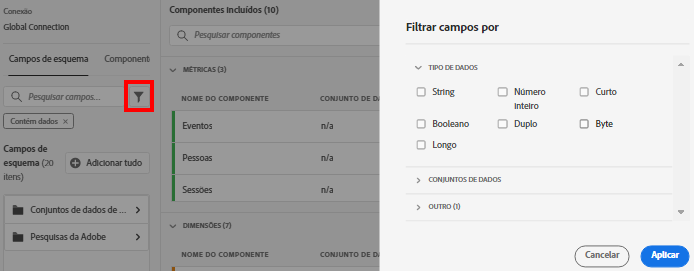 Conexão
Global Connection
Campos de esquema Component
Pesquisar campos...
Contém dados ×
Campos de
esquema (20
itens)
Adicionar tudo
Conjuntos de dados de ...
Pesquisas da Adobe
Componentes incluídos (10)
Pesquisar componentes
MÉTRICAS (3)
NOME DO COMPONENTE CONJUNTO DE DA
Eventos n/a
Pessoas n/a
Sessões n/a
DIMENSÕES (7)
NOME DO COMPONENTE CONJUNTO DE DA
Filtrar campos por
TIPO DE DADOS
String
Número
inteiro
Curto
Booleano Duplo Byte
Longo
CONJUNTOS DE DADOS
OUTRO (1)
Cancelar Aplicar